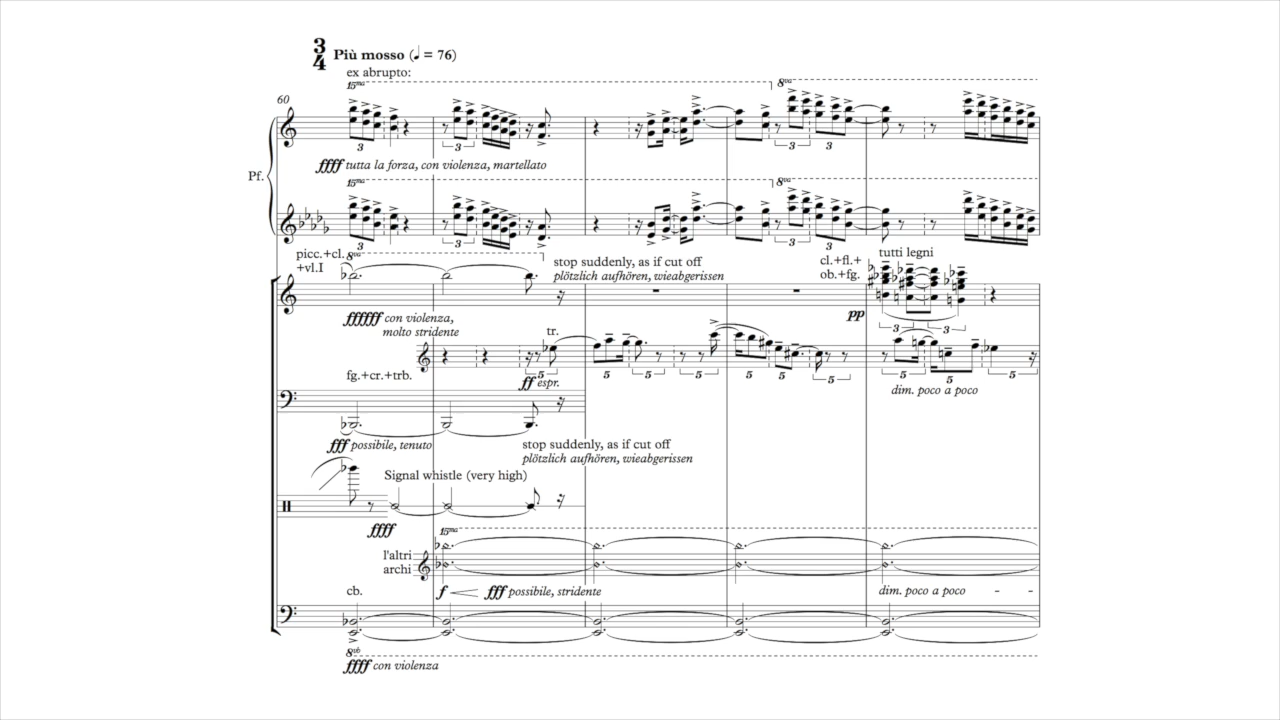 3
4
Più mosso (♩ = 76)
ex abrupto:
15ma
8va
60
3
3
3
3
ffff tutta la forza, con violenza, martellato
Pf.
15ma
8va
3
3
3
3
picc.+cl.
+vl.I
8va
stop suddenly, as if cut off
plötzlich aufhören, wieabgerissen
cl.+fl.+
ob.+fg.
tutti legni
ffffff con violenza,
molto stridente
pp
3
3
tr.
fg.+cr.+trb.
5
5
5
5
5
5
5
5
ff espr.
dim. poco a poco
fff possibile, tenuto
stop suddenly, as if cut off
plötzlich aufhören, wieabgerissen
Signal whistle (very high)
ffff
15ma
l'altri
archi
cb.
f
fff possibile, stridente
dim. poco a poco - -
8vb
ffff con violenza